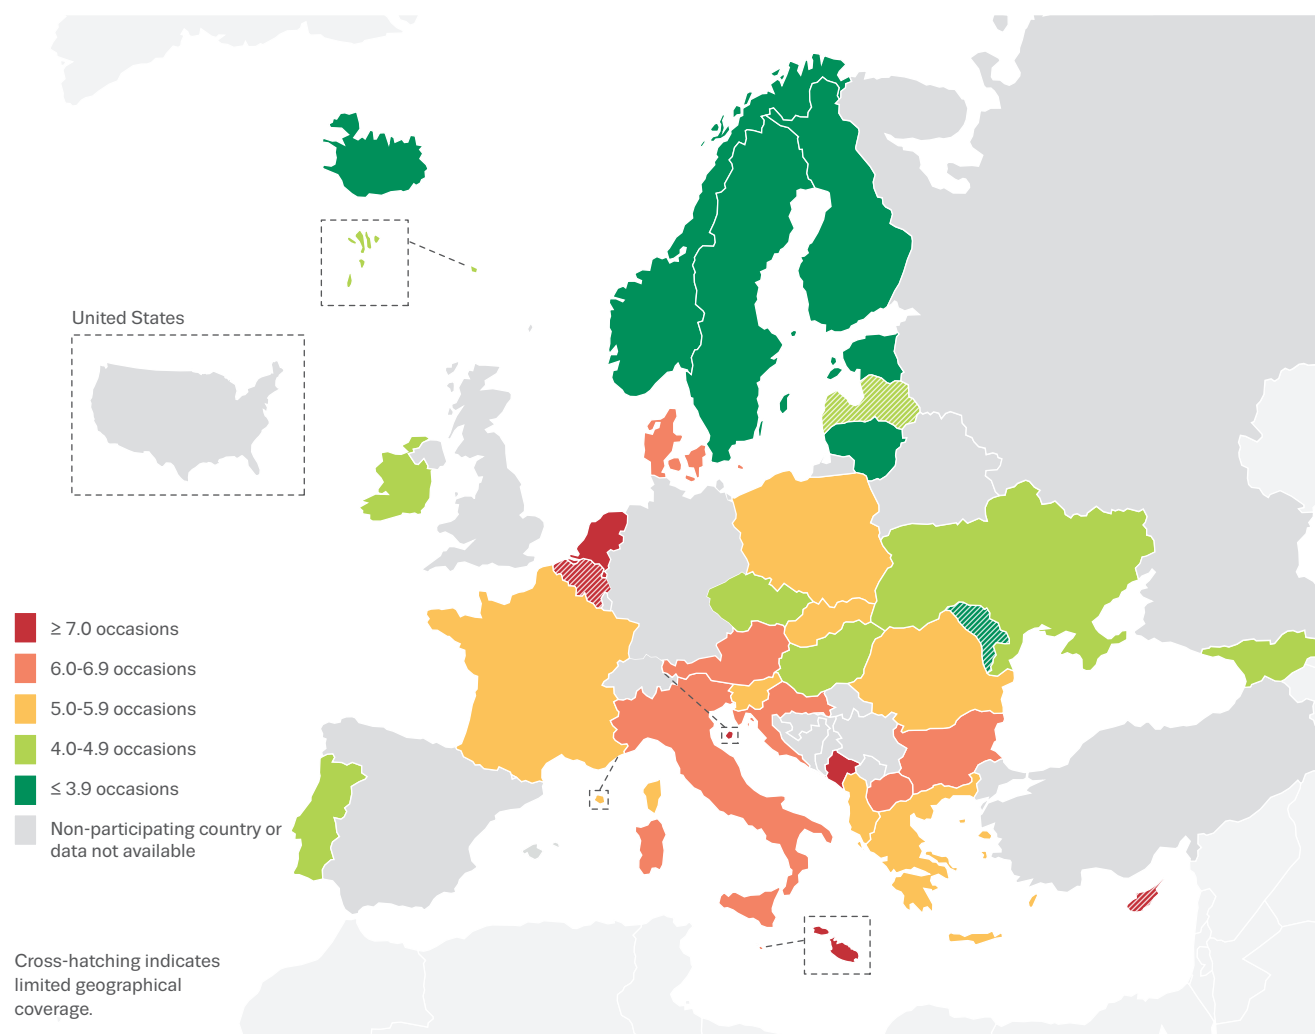 United States
≥ 7.0 occasions
6.0-6.9 occasions
5.0-5.9 occasions
4.0-4.9 occasions
≤ 3.9 occasions
Non-participating country or
data not available
Cross-hatching indicates
limited geographical
coverage.